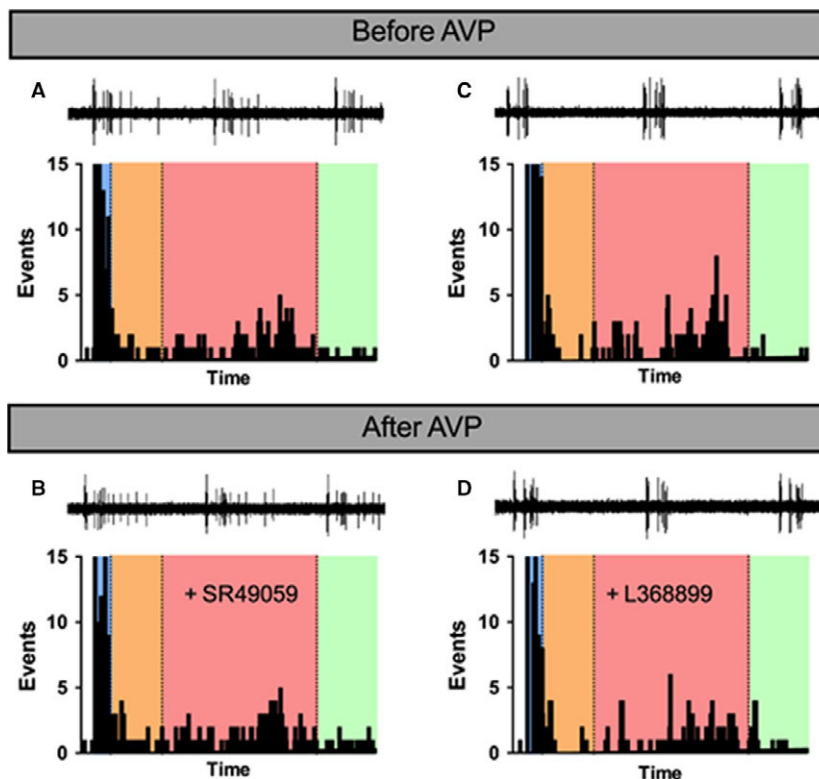 Before AVP
A
C
15
10
5
0
Events
Time
15
10
5
0
Events
Time
After AVP
B
D
15
10
5
0
Events
+ SR49059
Time
15
10
5
0
Events
+ L368899
Time